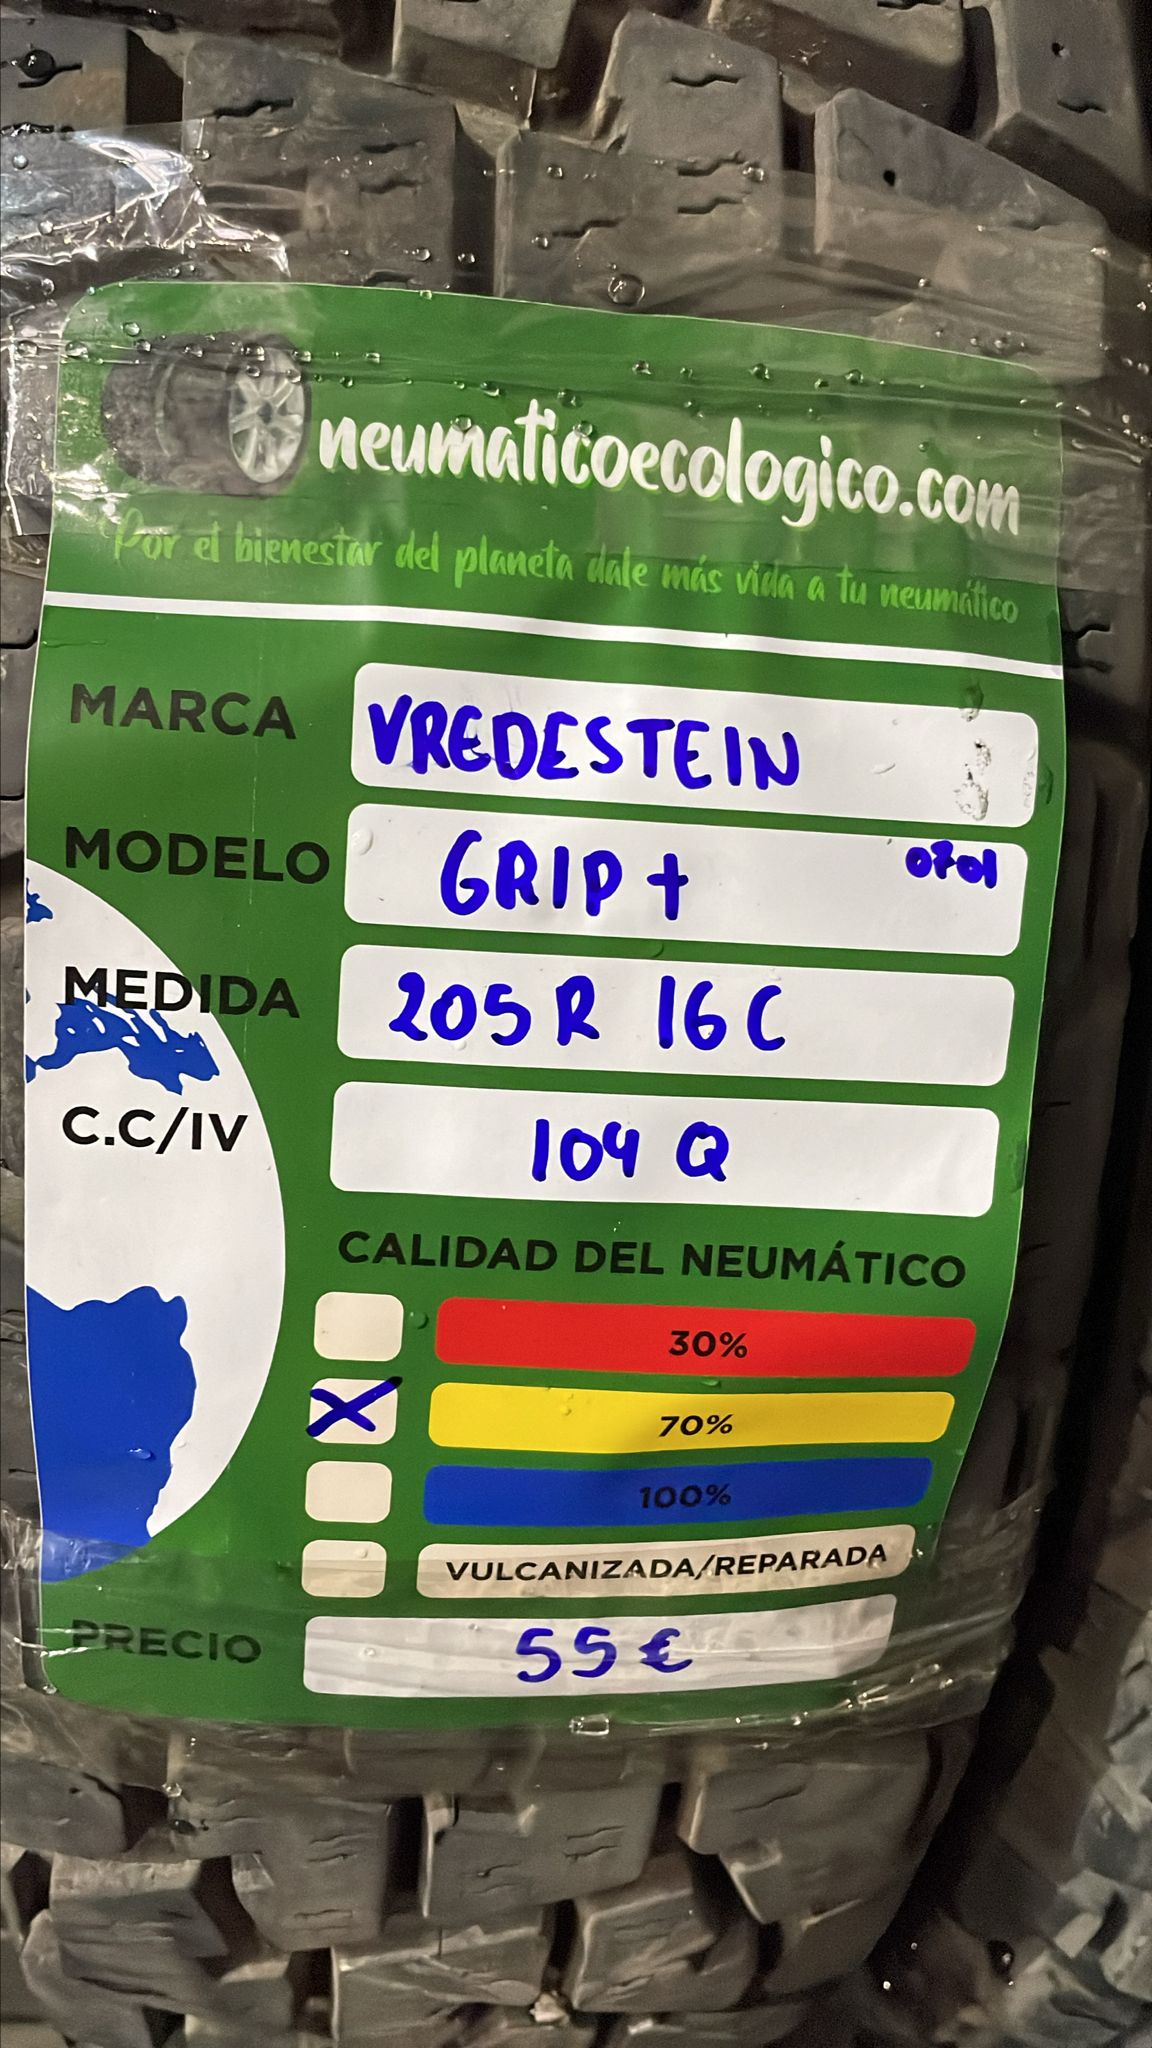 neumaticoecologico.com
Por el bienestar del planeta dale más vida a tu neumático
MARCA VREDESTEIN
MODELO GRIP + 0701
MEDIDA 205 R 16 C
C.C/IV 104 Q
CALIDAD DEL NEUMÁTICO
30%
X 70%
100%
VULCANIZADA/REPARADA
PRECIO 55 €